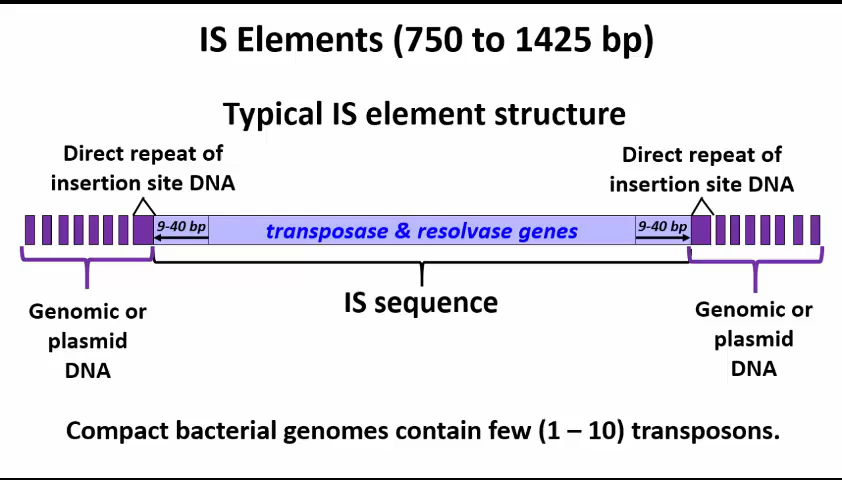 IS Elements (750 to 1425 bp)
Typical IS element structure
Direct repeat of
insertion site DNA
Direct repeat of
insertion site DNA
9-40 bp
transposase & resolvase genes
9-40 bp
IS sequence
Genomic or
plasmid
DNA
Genomic or
plasmid
DNA
Compact bacterial genomes contain few (1 – 10) transposons.